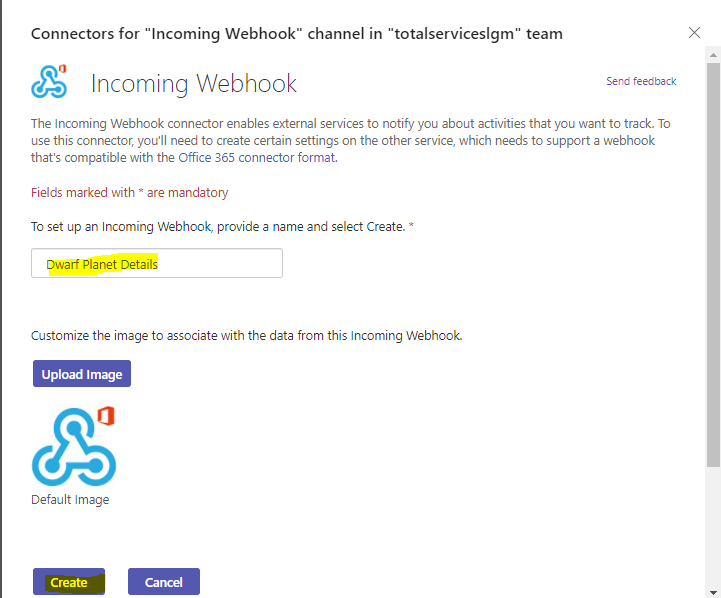 Connectors for "Incoming Webhook" channel in "totalserviceslgm" team
Incoming Webhook
Send feedback
The Incoming Webhook connector enables external services to notify you about activities that you want to track. To
use this connector, you'll need to create certain settings on the other service, which needs to support a webhook
that's compatible with the Office 365 connector format.
Fields marked with * are mandatory
To set up an Incoming Webhook, provide a name and select Create. *
Dwarf Planet Details
Customize the image to associate with the data from this Incoming Webhook.
Upload Image
Default Image
Create Cancel